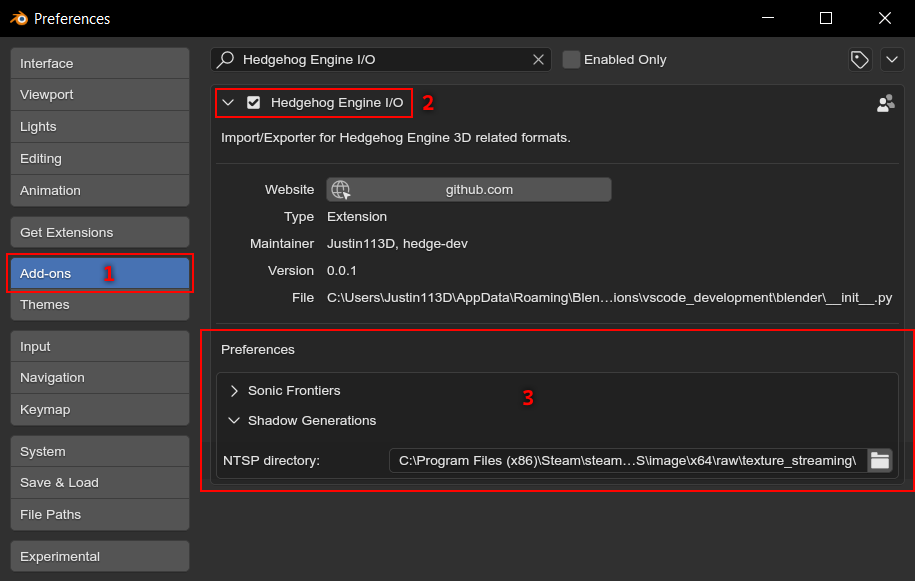 Preferences
Interface
Viewport
Lights
Editing
Animation
Get Extensions
Add-ons 1
Themes
Input
Navigation
Keymap
System
Save & Load
File Paths
Experimental
Hedgehog Engine I/O
Enabled Only
Hedgehog Engine I/O 2
Import/Exporter for Hedgehog Engine 3D related formats.
Website github.com
Type Extension
Maintainer Justin113D, hedge-dev
Version 0.0.1
File C:\Users\Justin113D\AppData\Roaming\Blen…ions\vscode_development\blender\__init__.py
Preferences
Sonic Frontiers
3
Shadow Generations
NTSP directory: C:\Program Files (x86)\Steam\steam…S\image\x64\raw\texture_streaming\